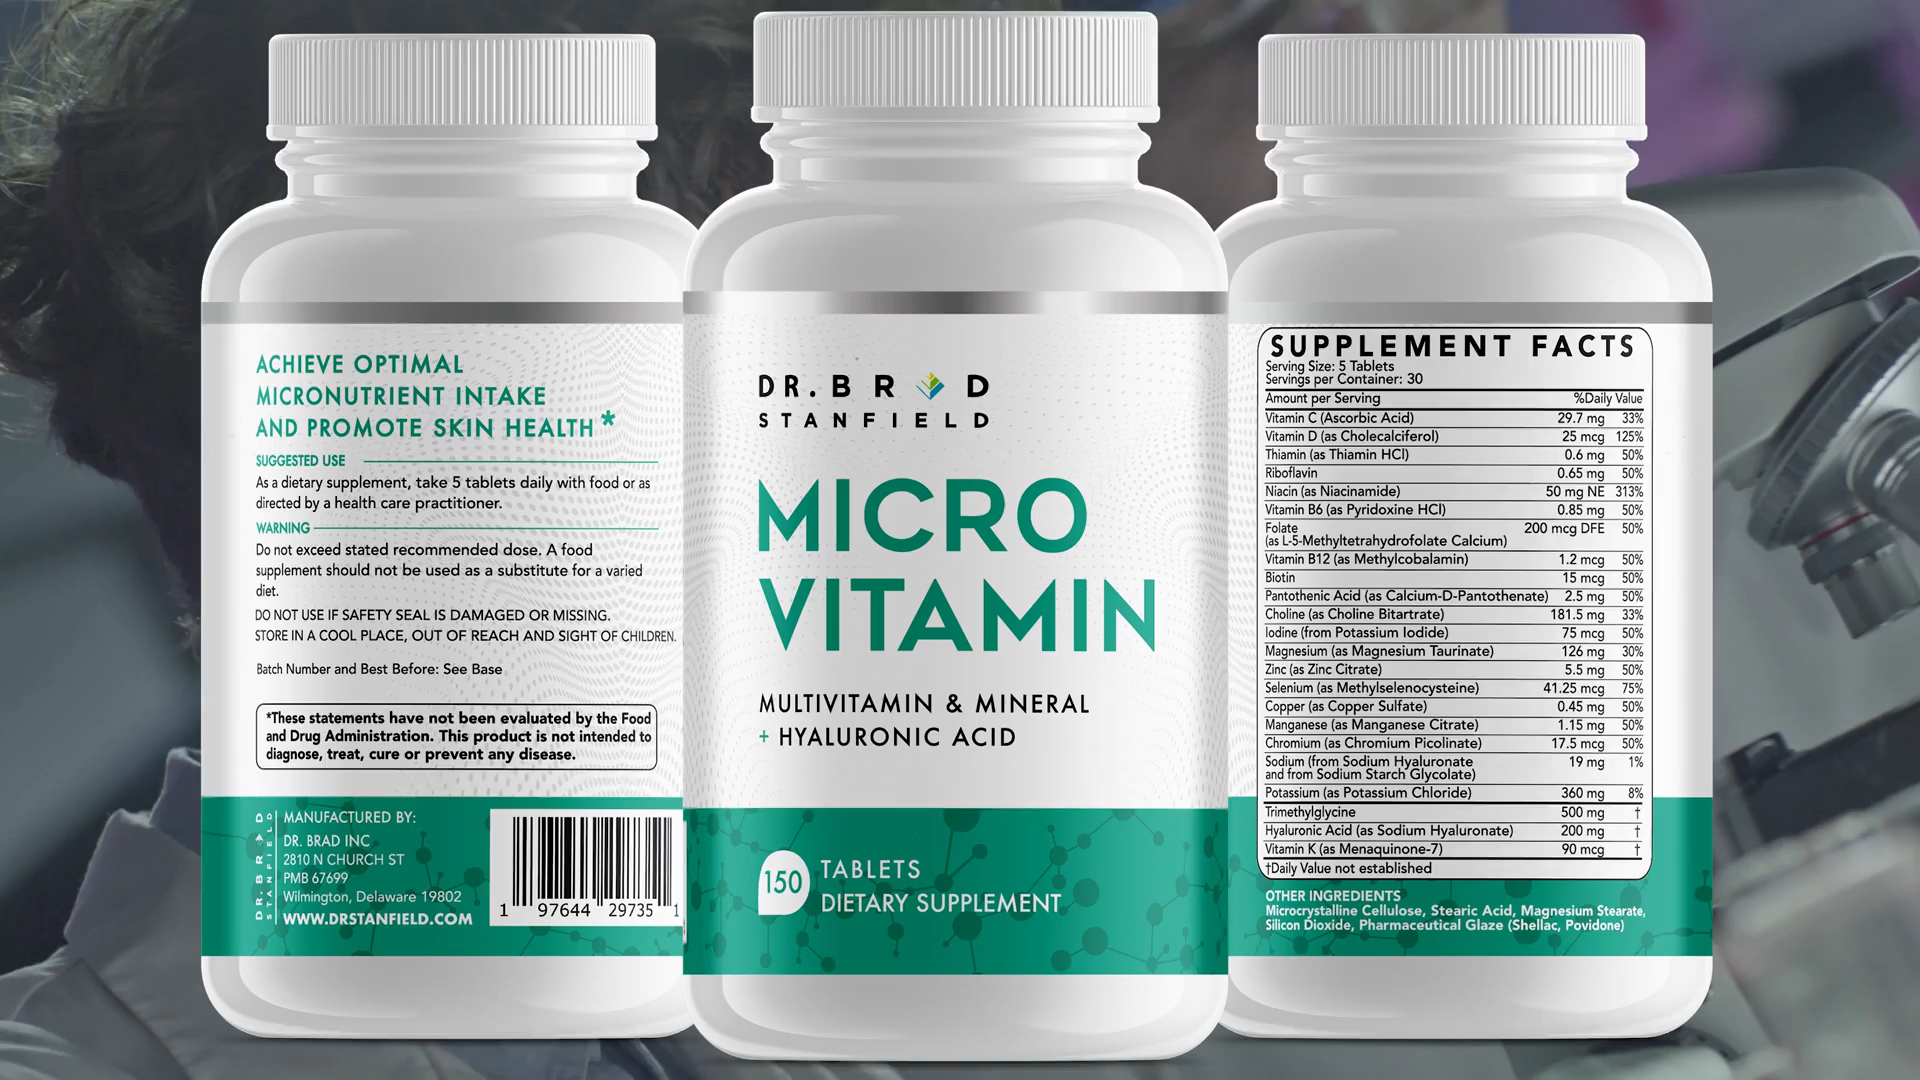 ACHIEVE OPTIMAL
MICRONUTRIENT INTAKE
AND PROMOTE SKIN HEALTH*
SUGGESTED USE
As a dietary supplement, take 5 tablets daily with food or as
directed by a health care practitioner.
WARNING
Do not exceed stated recommended dose. A food
supplement should not be used as a substitute for a varied
diet.
DO NOT USE IF SAFETY SEAL IS DAMAGED OR MISSING.
STORE IN A COOL PLACE, OUT OF REACH AND SIGHT OF CHILDREN.
Batch Number and Best Before: See Base
*These statements have not been evaluated by the Food
and Drug Administration. This product is not intended to
diagnose, treat, cure or prevent any disease.
DR. BRAD
STANFIELD
MANUFACTURED BY:
DR. BRAD INC
2810 N CHURCH ST
PMB 67699
Wilmington, Delaware 19802
WWW.DRSTANFIELD.COM
1 97644 29735 1
DR. BRAD
STANFIELD
MICRO
VITAMIN
MULTIVITAMIN & MINERAL
+ HYALURONIC ACID
150 TABLETS
DIETARY SUPPLEMENT
SUPPLEMENT FACTS
Serving Size: 5 Tablets
Servings per Container: 30
Amount per Serving %Daily Value
Vitamin C (Ascorbic Acid) 29.7 mg 33%
Vitamin D (as Cholecalciferol) 25 mcg 125%
Thiamin (as Thiamin HCl) 0.6 mg 50%
Riboflavin 0.65 mg 50%
Niacin (as Niacinamide) 50 mg NE 313%
Vitamin B6 (as Pyridoxine HCl) 0.85 mg 50%
Folate 200 mcg DFE 50%
(as L-5-Methyltetrahydrofolate Calcium)
Vitamin B12 (as Methylcobalamin) 1.2 mcg 50%
Biotin 15 mcg 50%
Pantothenic Acid (as Calcium-D-Pantothenate) 2.5 mg 50%
Choline (as Choline Bitartrate) 181.5 mg 33%
Iodine (from Potassium Iodide) 75 mcg 50%
Magnesium (as Magnesium Taurinate) 126 mg 30%
Zinc (as Zinc Citrate) 5.5 mg 50%
Selenium (as Methylselenocysteine) 41.25 mcg 75%
Copper (as Copper Sulfate) 0.45 mg 50%
Manganese (as Manganese Citrate) 1.15 mg 50%
Chromium (as Chromium Picolinate) 17.5 mcg 50%
Sodium (from Sodium Hyaluronate 19 mg 1%
and from Sodium Starch Glycolate)
Potassium (as Potassium Chloride) 360 mg 8%
Trimethylglycine 500 mg †
Hyaluronic Acid (as Sodium Hyaluronate) 200 mg †
Vitamin K (as Menaquinone-7) 90 mcg †
†Daily Value not established
OTHER INGREDIENTS
Microcrystalline Cellulose, Stearic Acid, Magnesium Stearate,
Silicon Dioxide, Pharmaceutical Glaze (Shellac, Povidone)